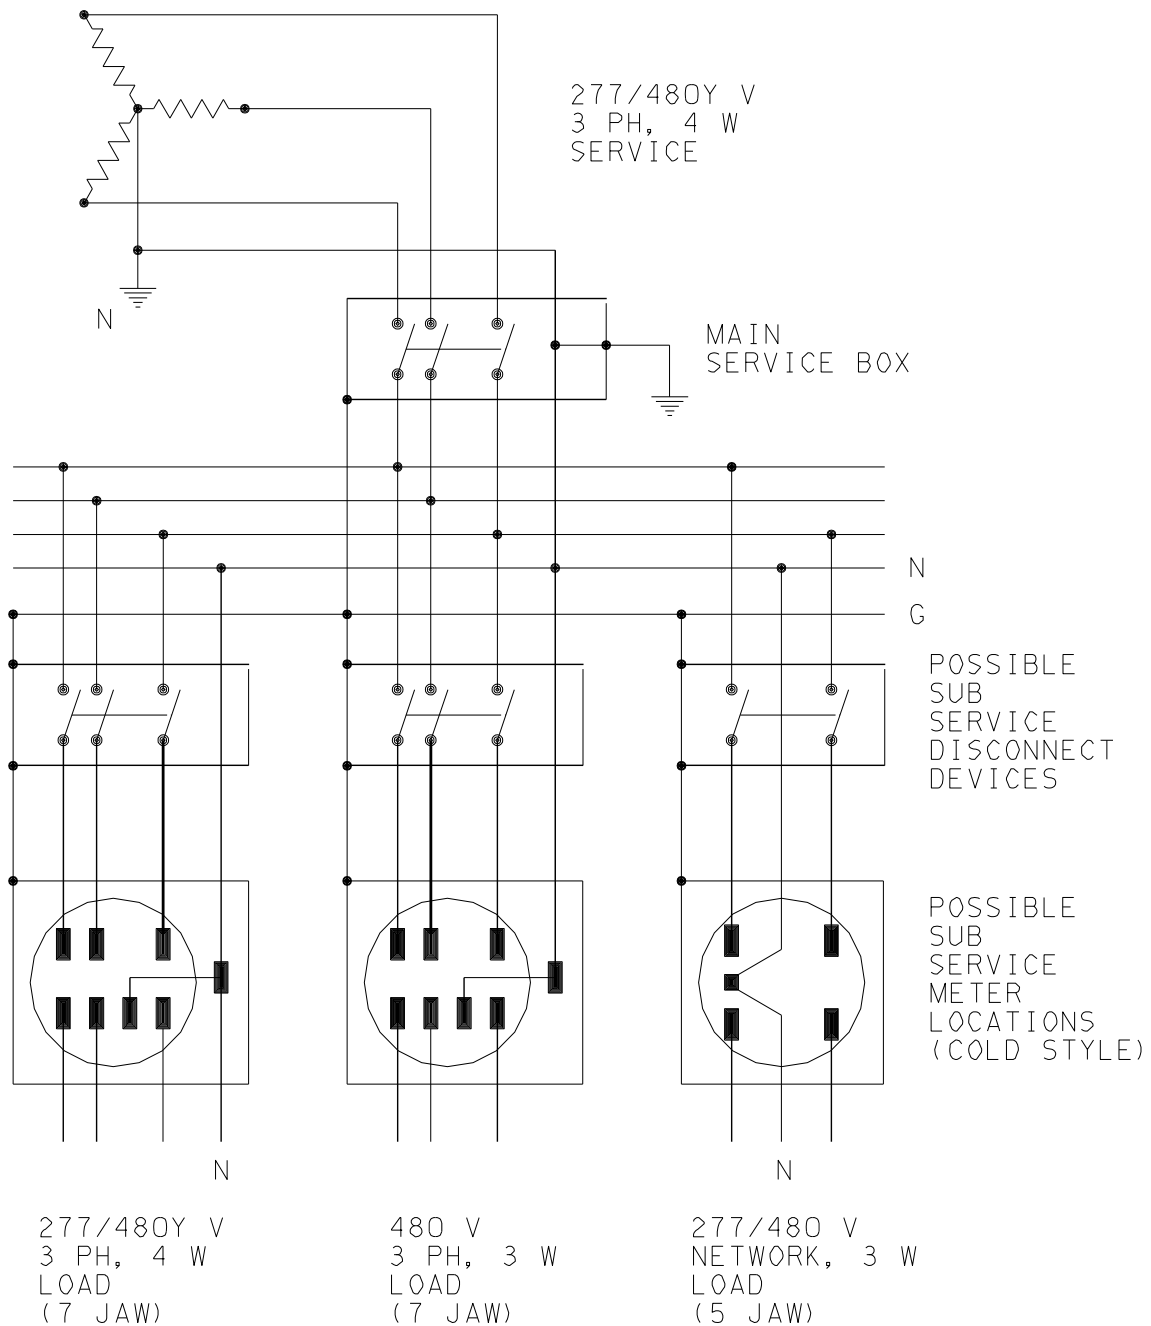 277/480Y V
3 PH, 4 W
SERVICE
N
MAIN
SERVICE BOX
N
G
POSSIBLE
SUB
SERVICE
DISCONNECT
DEVICES
POSSIBLE
SUB
SERVICE
METER
LOCATIONS
(COLD STYLE)
N
N
277/480Y V
3 PH, 4 W
LOAD
(7 JAW)
480 V
3 PH, 3 W
LOAD
(7 JAW)
277/480 V
NETWORK, 3 W
LOAD
(5 JAW)